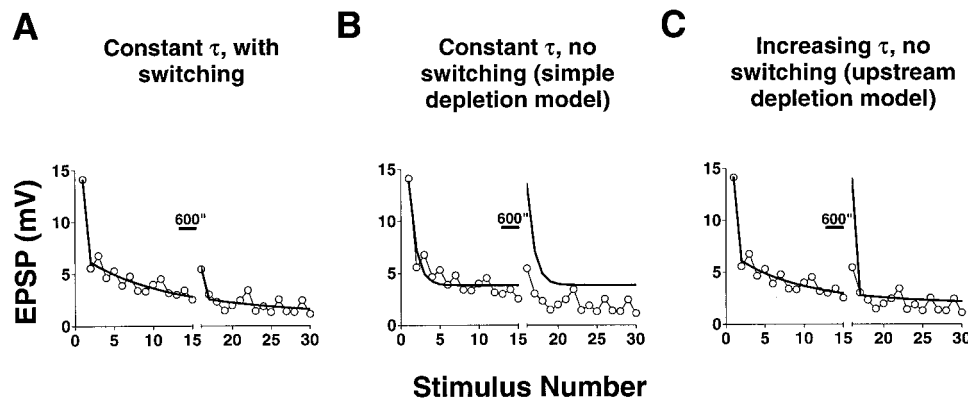 A
Constant τ, with
switching
B
Constant τ, no
switching (simple
depletion model)
C
Increasing τ, no
switching (upstream
depletion model)
EPSP (mV)
15
10
5
0
600"
0 5 10 15 20 25 30
15
10
5
0
600"
0 5 10 15 20 25 30
15
10
5
0
600"
0 5 10 15 20 25 30
Stimulus Number